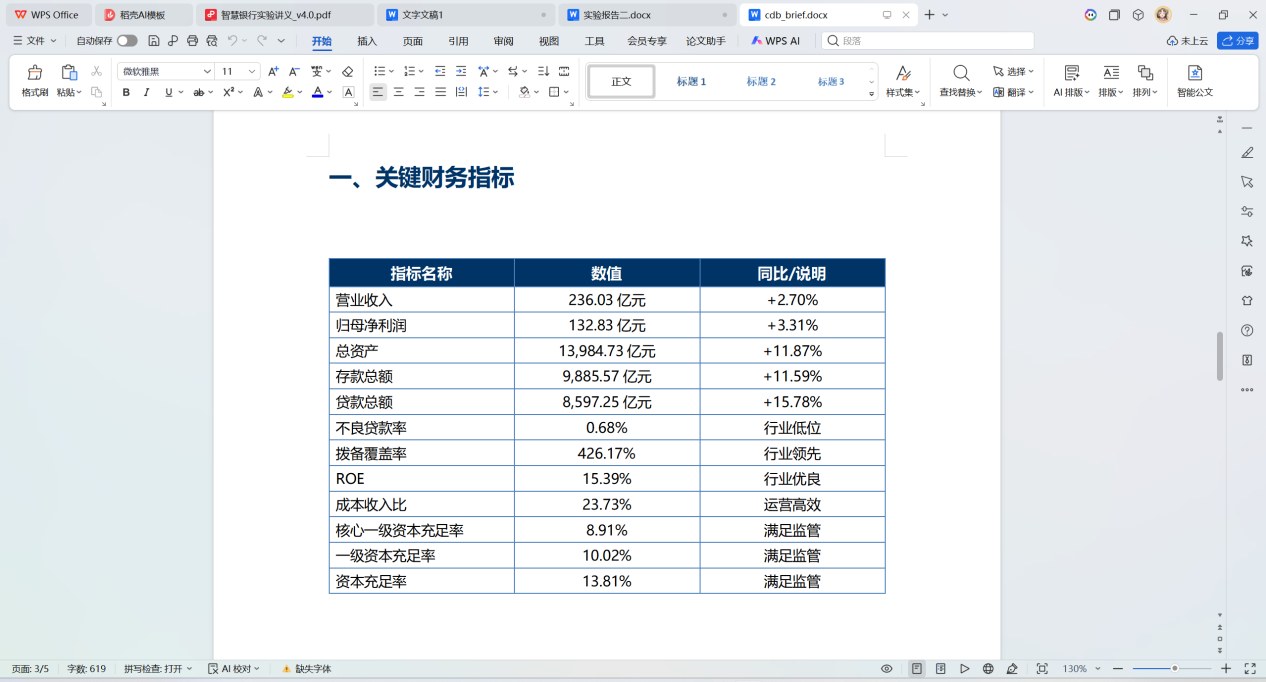 WPS Office 稻壳AI模板 智慧银行实验讲义_v4.0.pdf 文字文稿1 实验报告二.docx cdb_brief.docx
文件 自动保存 开始 插入 页面 引用 审阅 视图 工具 会员专享 论文助手 WPS AI 段落 未上云 分享
微软雅黑 11 正文 标题 1 标题 2 标题 3 选择
格式刷 粘贴 B I U ab X² A A A 样式集 查找替换 翻译 AI 排版 排版 排列 智能公文
一、关键财务指标
指标名称 数值 同比/说明
营业收入 236.03 亿元 +2.70%
归母净利润 132.83 亿元 +3.31%
总资产 13,984.73 亿元 +11.87%
存款总额 9,885.57 亿元 +11.59%
贷款总额 8,597.25 亿元 +15.78%
不良贷款率 0.68% 行业低位
拨备覆盖率 426.17% 行业领先
ROE 15.39% 行业优良
成本收入比 23.73% 运营高效
核心一级资本充足率 8.91% 满足监管
一级资本充足率 10.02% 满足监管
资本充足率 13.81% 满足监管
页面: 3/5 字数: 619 拼写检查: 打开 AI 校对 缺失字体 130%